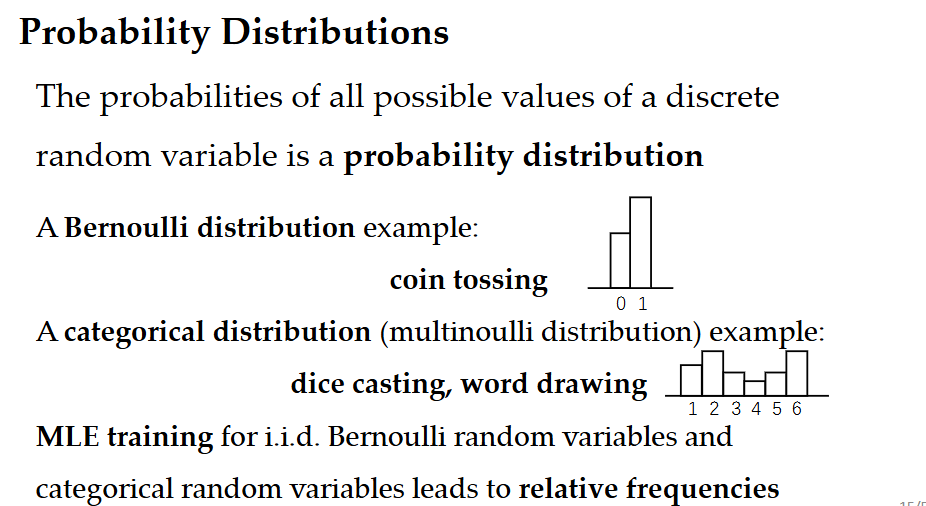 Probability Distributions
The probabilities of all possible values of a discrete
random variable is a probability distribution
A Bernoulli distribution example:
coin tossing
0 1
A categorical distribution (multinoulli distribution) example:
dice casting, word drawing
1 2 3 4 5 6
MLE training for i.i.d. Bernoulli random variables and
categorical random variables leads to relative frequencies